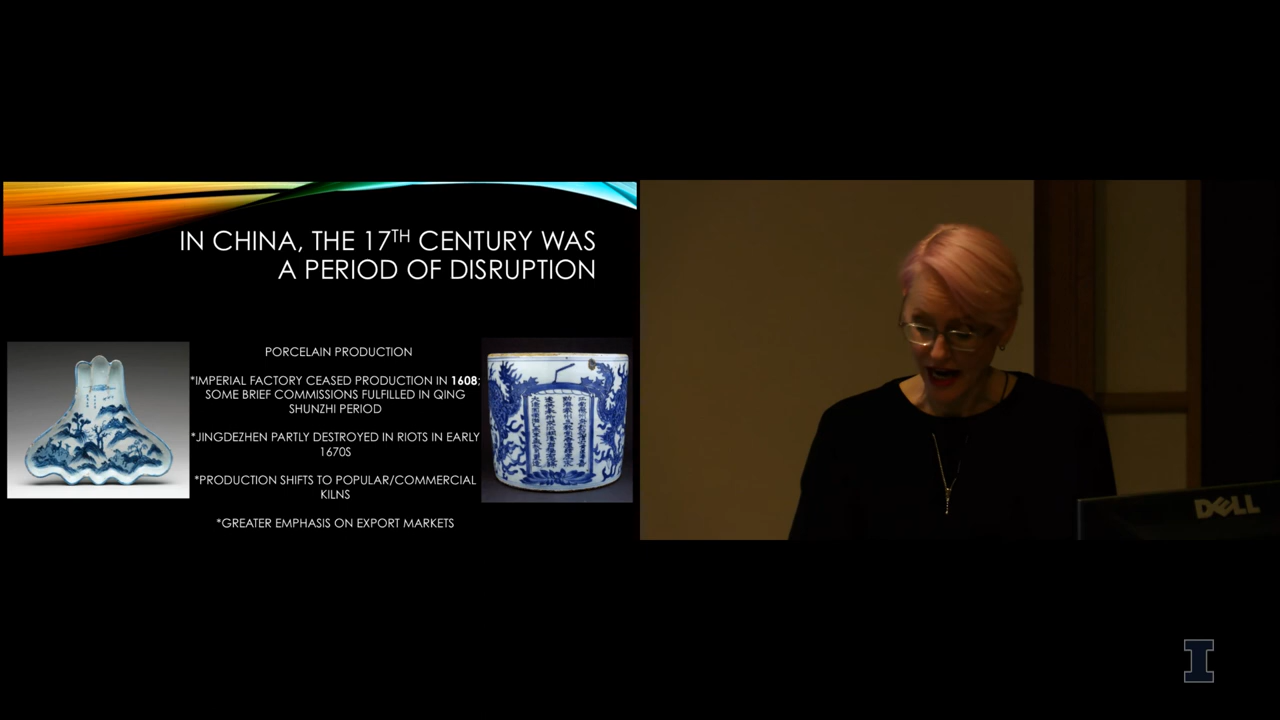 IN CHINA, THE 17TH CENTURY WAS
A PERIOD OF DISRUPTION
PORCELAIN PRODUCTION
*IMPERIAL FACTORY CEASED PRODUCTION IN 1608;
SOME BRIEF COMMISSIONS FULFILLED IN QING
SHUNZHI PERIOD
*JINGDEZHEN PARTLY DESTROYED IN RIOTS IN EARLY
1670S
*PRODUCTION SHIFTS TO POPULAR/COMMERCIAL
KILNS
*GREATER EMPHASIS ON EXPORT MARKETS
DELL
I